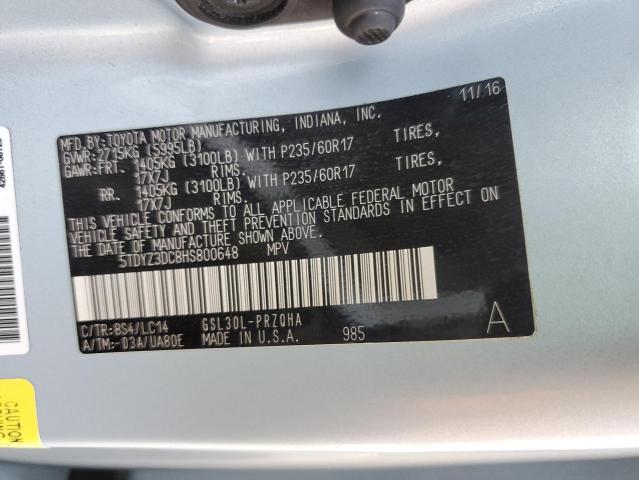 11/16
MFD.BY:TOYOTA MOTOR MANUFACTURING, INDIANA, INC.
GVWR:2715KG (5995LB)
GAWR:FRT. 1405KG (3100LB) WITH P235/60R17 TIRES,
17X7J RIMS,
RR. 1405KG (3100LB) WITH P235/60R17 TIRES,
17X7J RIMS.
THIS VEHICLE CONFORMS TO ALL APPLICABLE FEDERAL MOTOR
VEHICLE SAFETY AND THEFT PREVENTION STANDARDS IN EFFECT ON
THE DATE OF MANUFACTURE SHOWN ABOVE.
5TDYZ3DC8HS800648 MPV
C/TR:8S4/LC14 GSL30L-PRZQHA
A/TM:-03A/UA80E MADE IN U.S.A. 985 A
CAUTION